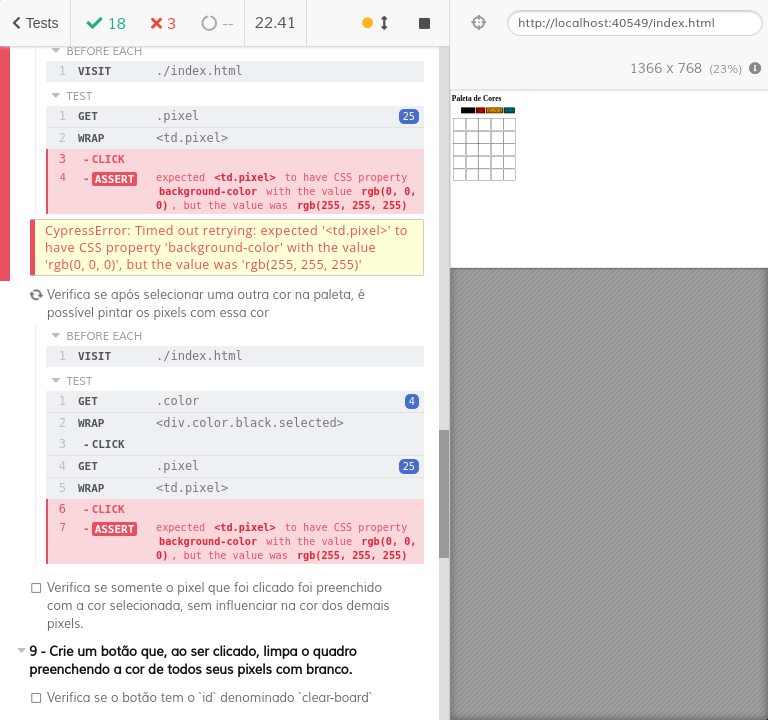 Tests 18 3 -- 22.41
http://localhost:40549/index.html
1366 x 768 (23%)
BEFORE EACH
1 VISIT ./index.html
TEST
1 GET .pixel 25
2 WRAP <td.pixel>
3 - CLICK
4 - ASSERT expected <td.pixel> to have CSS property
background-color with the value rgb(0, 0,
0), but the value was rgb(255, 255, 255)
CypressError: Timed out retrying: expected '<td.pixel>' to
have CSS property 'background-color' with the value
'rgb(0, 0, 0)', but the value was 'rgb(255, 255, 255)'
Verifica se após selecionar uma outra cor na paleta, é
possível pintar os pixels com essa cor
BEFORE EACH
1 VISIT ./index.html
TEST
1 GET .color 4
2 WRAP <div.color.black.selected>
3 - CLICK
4 GET .pixel 25
5 WRAP <td.pixel>
6 - CLICK
7 - ASSERT expected <td.pixel> to have CSS property
background-color with the value rgb(0, 0,
0), but the value was rgb(255, 255, 255)
Verifica se somente o pixel que foi clicado foi preenchido
com a cor selecionada, sem influenciar na cor dos demais
pixels.
9 - Crie um botão que, ao ser clicado, limpa o quadro
preenchendo a cor de todos seus pixels com branco.
Verifica se o botão tem o `id` denominado `clear-board`
Paleta de Cores